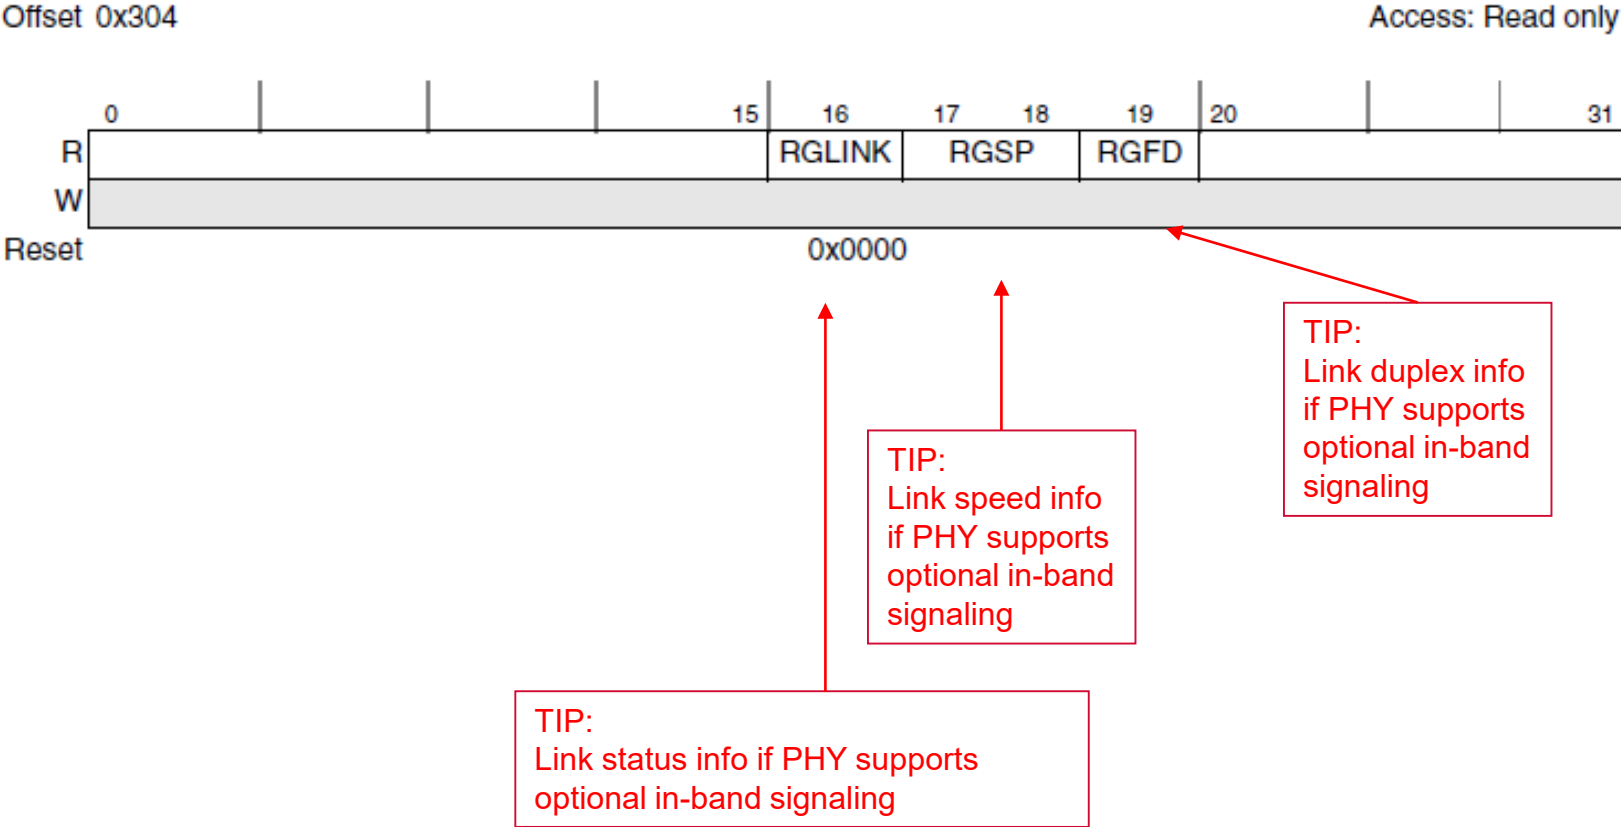 Offset 0x304 Access: Read only
0 15 16 17 18 19 20 31
R RGLINK RGSP RGFD
W
Reset 0x0000
TIP:
Link duplex info
if PHY supports
optional in-band
signaling
TIP:
Link speed info
if PHY supports
optional in-band
signaling
TIP:
Link status info if PHY supports
optional in-band signaling